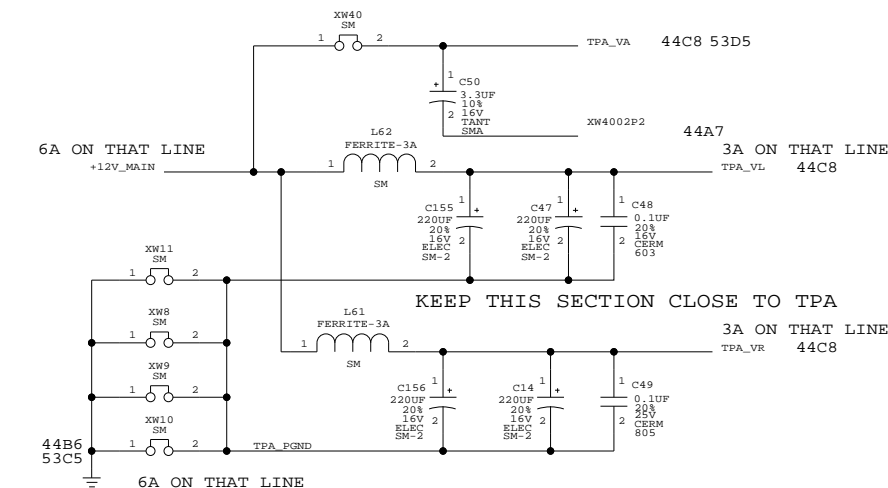 XW40
SM
1 2
TPA_VA 44C8 53D5
1
+ C50
3.3UF
10%
2 16V
TANT
SMA
XW4002P2
44A7
6A ON THAT LINE
+12V_MAIN
L62
FERRITE-3A
1 2
SM
3A ON THAT LINE
TPA_VL 44C8
C155 1 +
220UF
20%
16V 2
ELEC
SM-2
C47 1 +
220UF
20%
16V 2
ELEC
SM-2
1 C48
0.1UF
20%
16V
2 CERM
603
XW11
SM
1 2
KEEP THIS SECTION CLOSE TO TPA
XW8
SM
1 2
L61
FERRITE-3A
1 2
SM
3A ON THAT LINE
TPA_VR 44C8
XW9
SM
1 2
C156 1 +
220UF
20%
16V 2
ELEC
SM-2
C14 1 +
220UF
20%
16V 2
ELEC
SM-2
1 C49
0.1UF
20%
25V
2 CERM
805
XW10
SM
1 2
44B6
53C5
TPA_PGND
6A ON THAT LINE